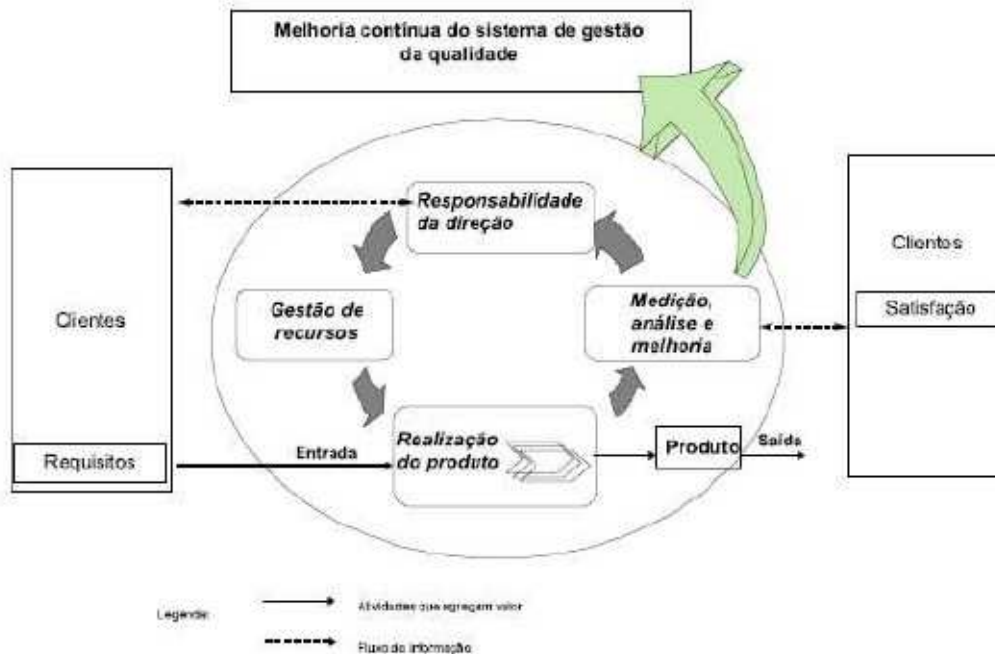 Melhoria contínua do sistema de gestão
da qualidade
Responsabilidade
da direção
Clientes
Clientes
Gestão de
recursos
Medição,
análise e
melhoria
Satisfação
Requisitos
Entrada
Realização
do produto
Produto
Saída
Legenda:
Atividades que agregam valor
Fluxo de informação